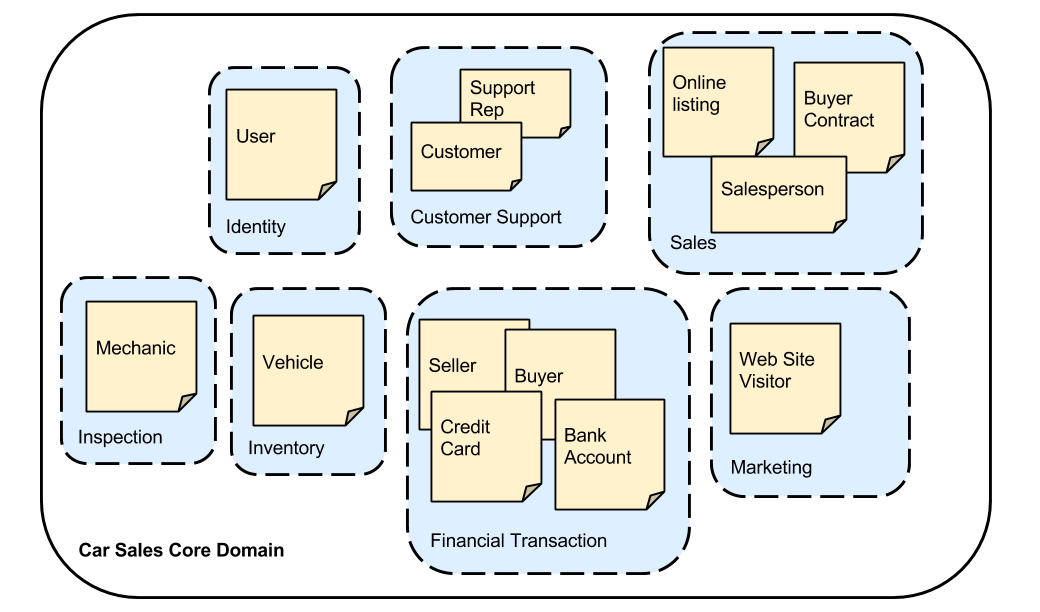 User
Identity
Support
Rep
Customer
Customer Support
Online
listing
Buyer
Contract
Salesperson
Sales
Mechanic
Inspection
Vehicle
Inventory
Seller
Buyer
Credit
Card
Bank
Account
Financial Transaction
Web Site
Visitor
Marketing
Car Sales Core Domain